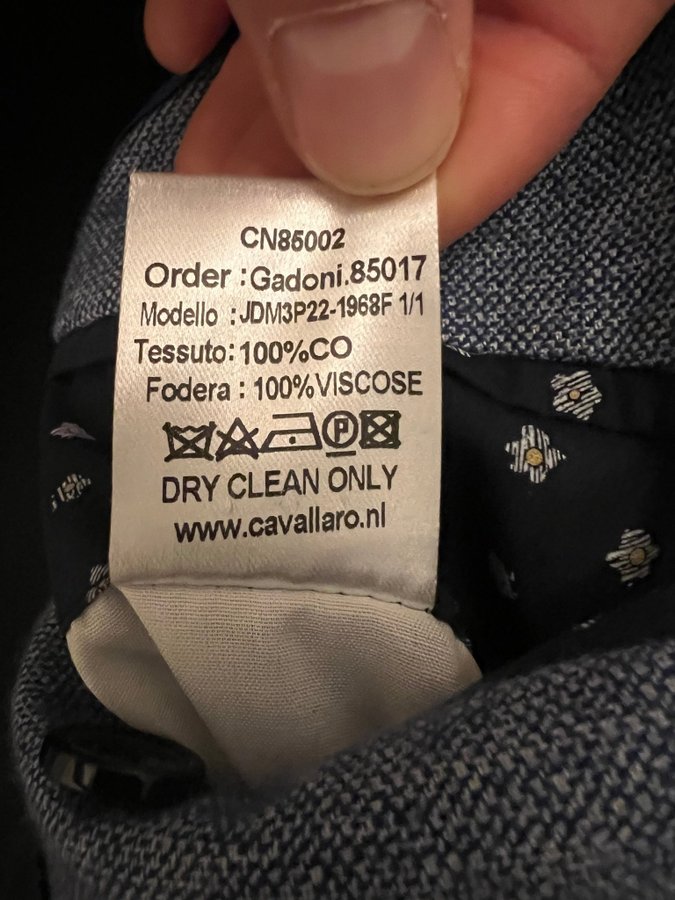 CN85002
Order : Gadoni.85017
Modello : JDM3P22-1968F 1/1
Tessuto: 100%CO
Fodera : 100%VISCOSE
P
DRY CLEAN ONLY
www.cavallaro.nl